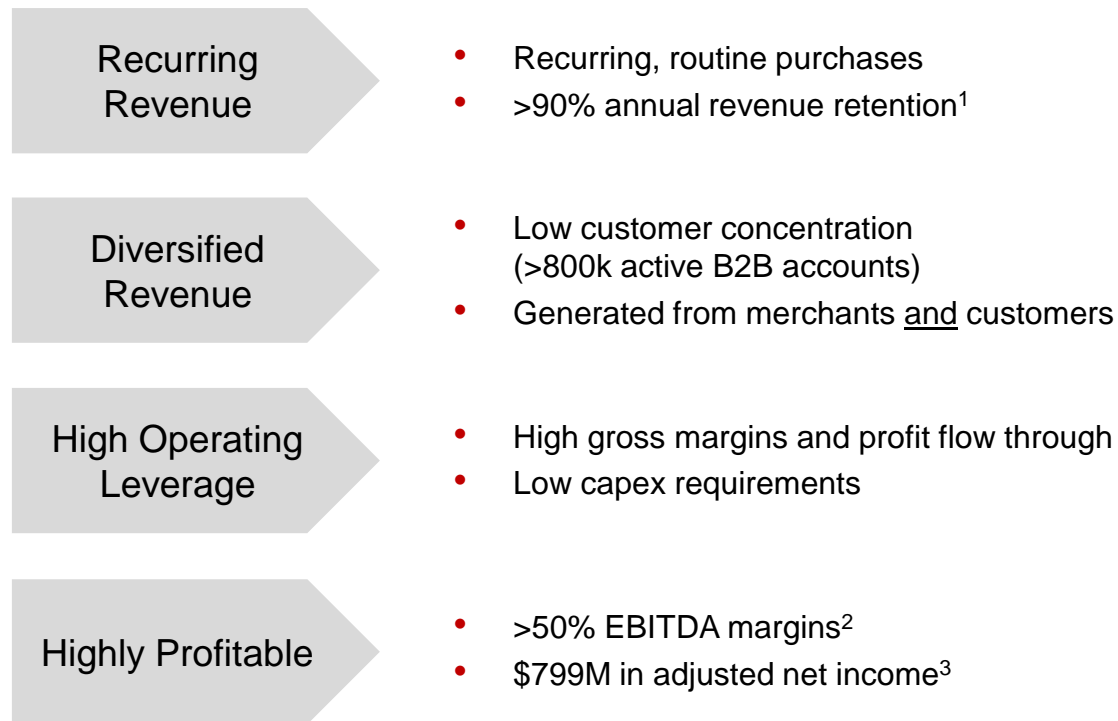 Recurring
Revenue
• Recurring, routine purchases
• >90% annual revenue retention¹
Diversified
Revenue
• Low customer concentration
(>800k active B2B accounts)
• Generated from merchants and customers
High Operating
Leverage
• High gross margins and profit flow through
• Low capex requirements
Highly Profitable
• >50% EBITDA margins²
• $799M in adjusted net income³